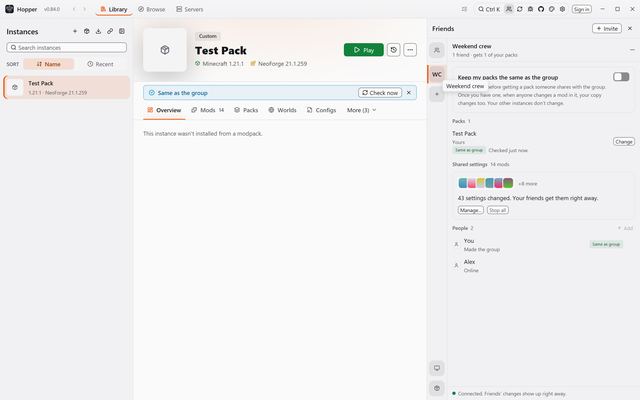 Hopper v0.84.0 Library Browse Servers Ctrl K Sign in
Instances
Search instances
SORT Name Recent
Test Pack
1.21.1 · NeoForge 21.1.259
Custom
Test Pack
Minecraft 1.21.1 NeoForge 21.1.259
Play
Same as the group
Check now
Overview Mods 14 Packs Worlds Configs More (3)
This instance wasn't installed from a modpack.
Friends
Invite
WC
Weekend crew
1 friend · gets 1 of your packs
Keep my packs the same as the group
Weekend crew
before getting a pack someone shares with the group.
Once you have one, when anyone changes a mod in it, your copy
changes too. Your other instances don't change.
Packs 1
Test Pack
Yours
Same as group Checked just now
Change
Shared settings 14 mods
+8 more
43 settings changed. Your friends get them right away.
Manage... Stop all
People 2
+ Add
You
Made the group
Same as group
Alex
Online
Connected. Friends' changes show up right away.